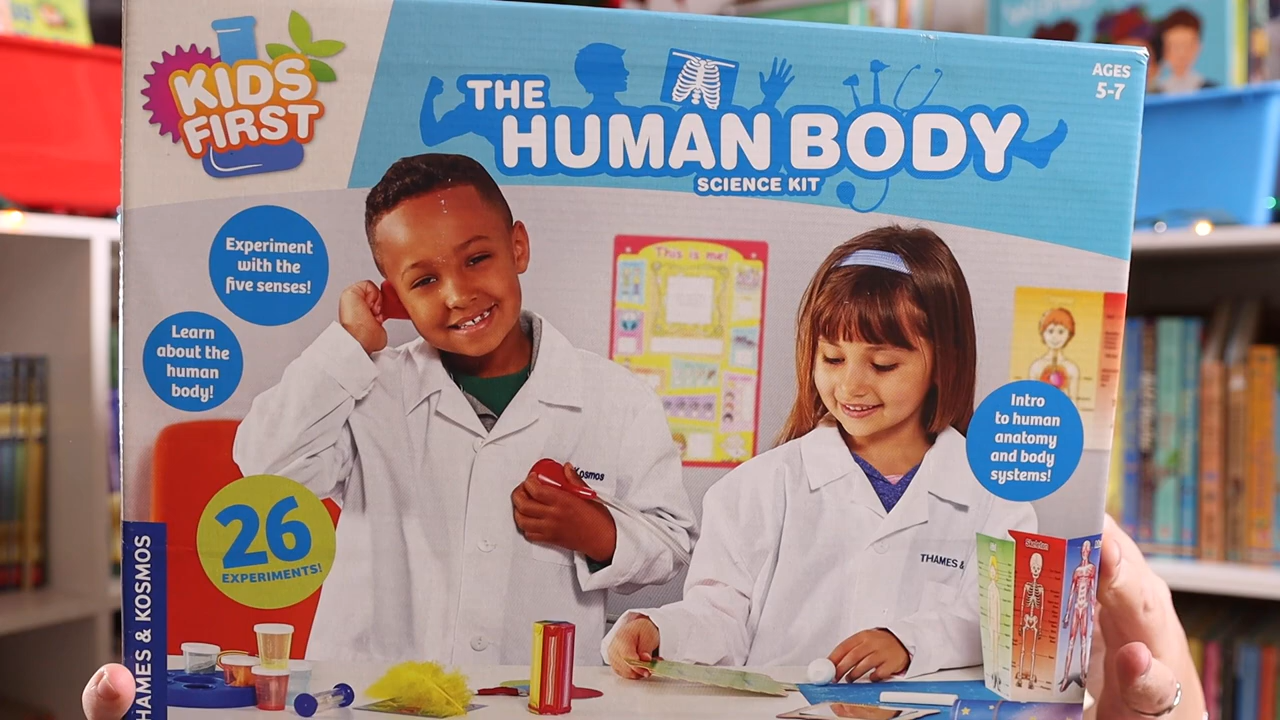 KIDS
FIRST
THE
HUMAN BODY
SCIENCE KIT
AGES
5-7
Experiment
with the
five senses!
Learn
about the
human
body!
This is me!
Intro
to human
anatomy
and body
systems!
26
EXPERIMENTS!
Kosmos
THAMES &
Skeleton
HAMES & KOSMOS